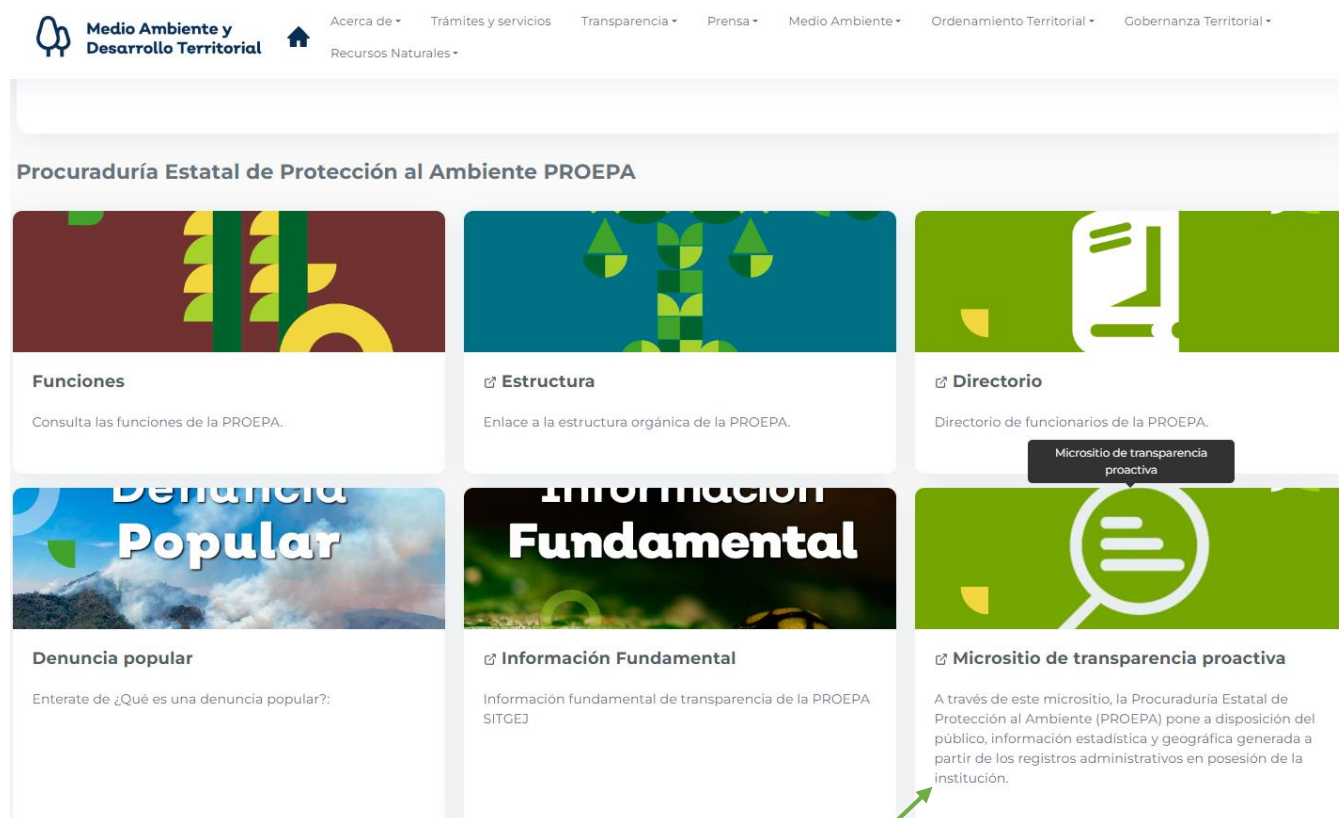 Medio Ambiente y
Desarrollo Territorial
Acerca de
Trámites y servicios
Transparencia
Prensa
Medio Ambiente
Ordenamiento Territorial
Gobernanza Territorial
Recursos Naturales
Procuraduría Estatal de Protección al Ambiente PROEPA
Funciones
Consulta las funciones de la PROEPA.
Estructura
Enlace a la estructura orgánica de la PROEPA.
Directorio
Directorio de funcionarios de la PROEPA.
Micrositio de transparencia
proactiva
Denuncia
Popular
Denuncia popular
Enterate de ¿Qué es una denuncia popular?:
Información
Fundamental
Información Fundamental
Información fundamental de transparencia de la PROEPA
SITGEJ
Micrositio de transparencia proactiva
A través de este micrositio, la Procuraduría Estatal de
Protección al Ambiente (PROEPA) pone a disposición del
público, información estadística y geográfica generada a
partir de los registros administrativos en posesión de la
institución.